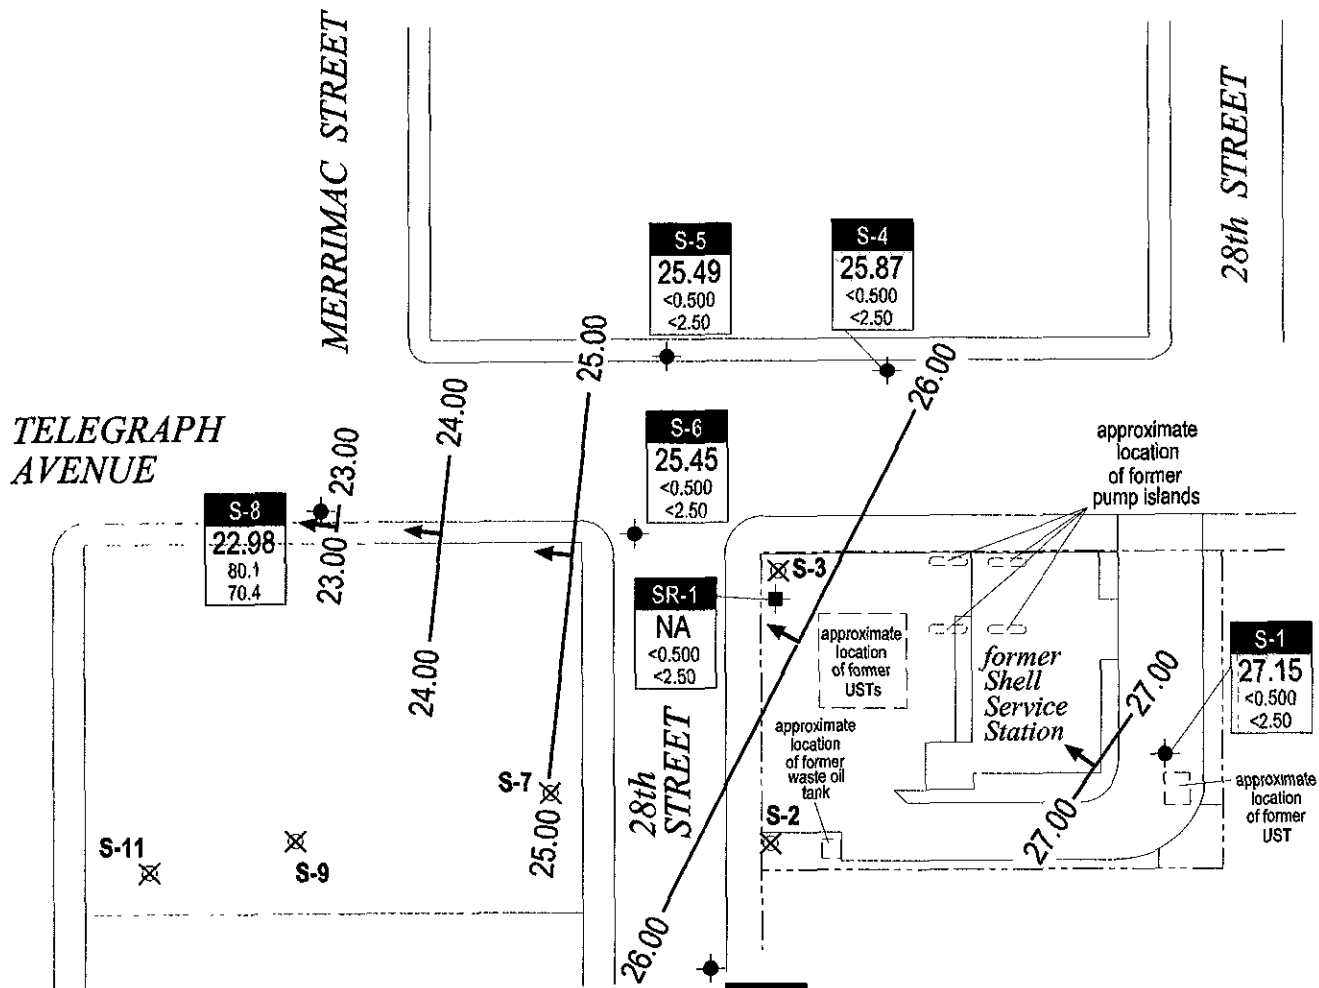 MERRIMAC STREET
28th STREET
S-5
25.49
<0.500
<2.50
S-4
25.87
<0.500
<2.50
25.00
26.00
24.00
TELEGRAPH
AVENUE
23.00
S-6
25.45
<0.500
<2.50
approximate
location
of former
pump islands
S-8
22.98
80.1
70.4
23.00
S-3
SR-1
NA
<0.500
<2.50
approximate
location
of former
USTs
former
Shell
Service
Station
27.00
S-1
27.15
<0.500
<2.50
24.00
28th
STREET
approximate
location
of former
waste oil
tank
S-7
25.00
S-2
27.00
approximate
location
of former
UST
S-11
S-9
26.00